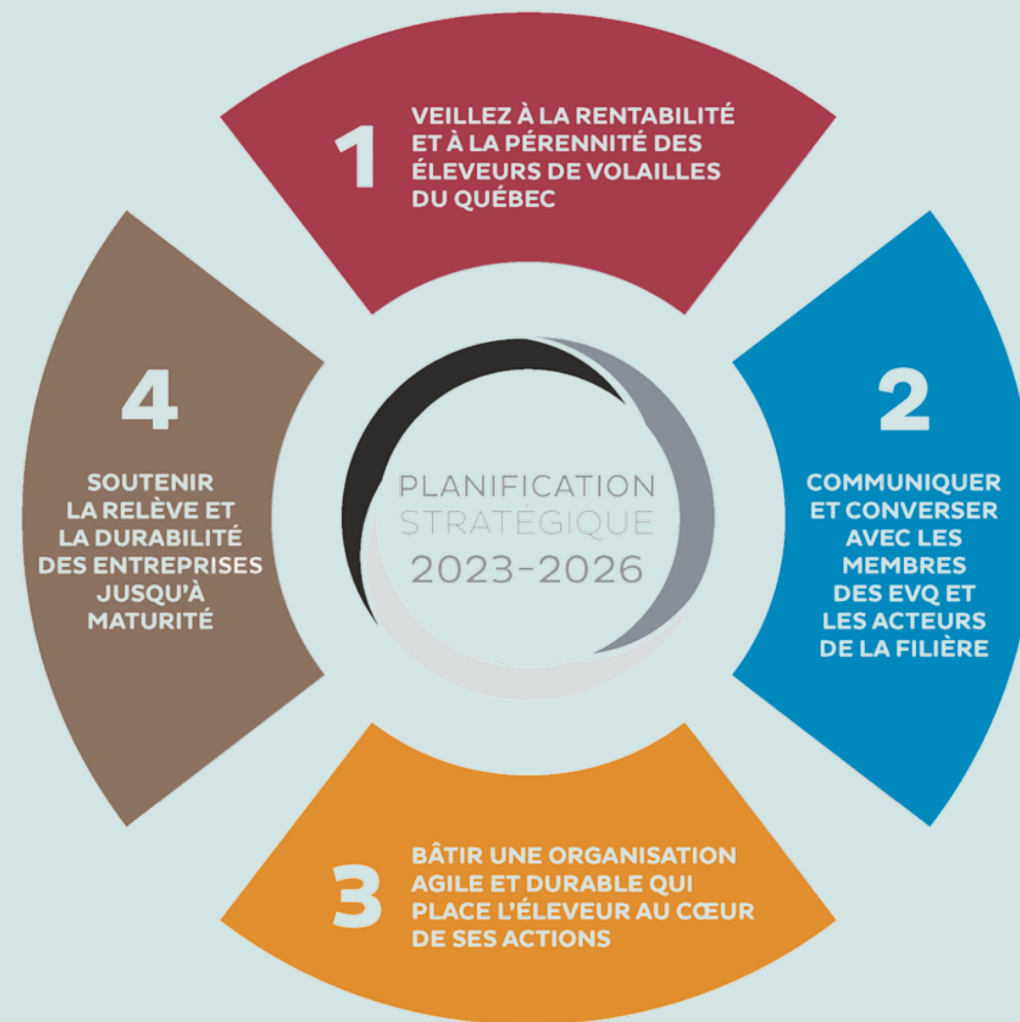 1
VEILLEZ À LA RENTABILITÉ
ET À LA PÉRENNITÉ DES
ÉLEVEURS DE VOLAILLES
DU QUÉBEC
2
COMMUNIQUER
ET CONVERSER
AVEC LES
MEMBRES
DES EVQ ET
LES ACTEURS
DE LA FILIÈRE
3
BÂTIR UNE ORGANISATION
AGILE ET DURABLE QUI
PLACE L'ÉLEVEUR AU CŒUR
DE SES ACTIONS
4
SOUTENIR
LA RELÈVE ET
LA DURABILITÉ
DES ENTREPRISES
JUSQU'À
MATURITÉ
PLANIFICATION
STRATÉGIQUE
2023-2026